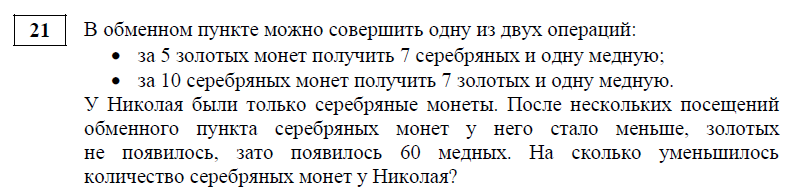 21 В обменном пункте можно совершить одну из двух операций:
• за 5 золотых монет получить 7 серебряных и одну медную;
• за 10 серебряных монет получить 7 золотых и одну медную.
У Николая были только серебряные монеты. После нескольких посещений
обменного пункта серебряных монет у него стало меньше, золотых
не появилось, зато появилось 60 медных. На сколько уменьшилось
количество серебряных монет у Николая?